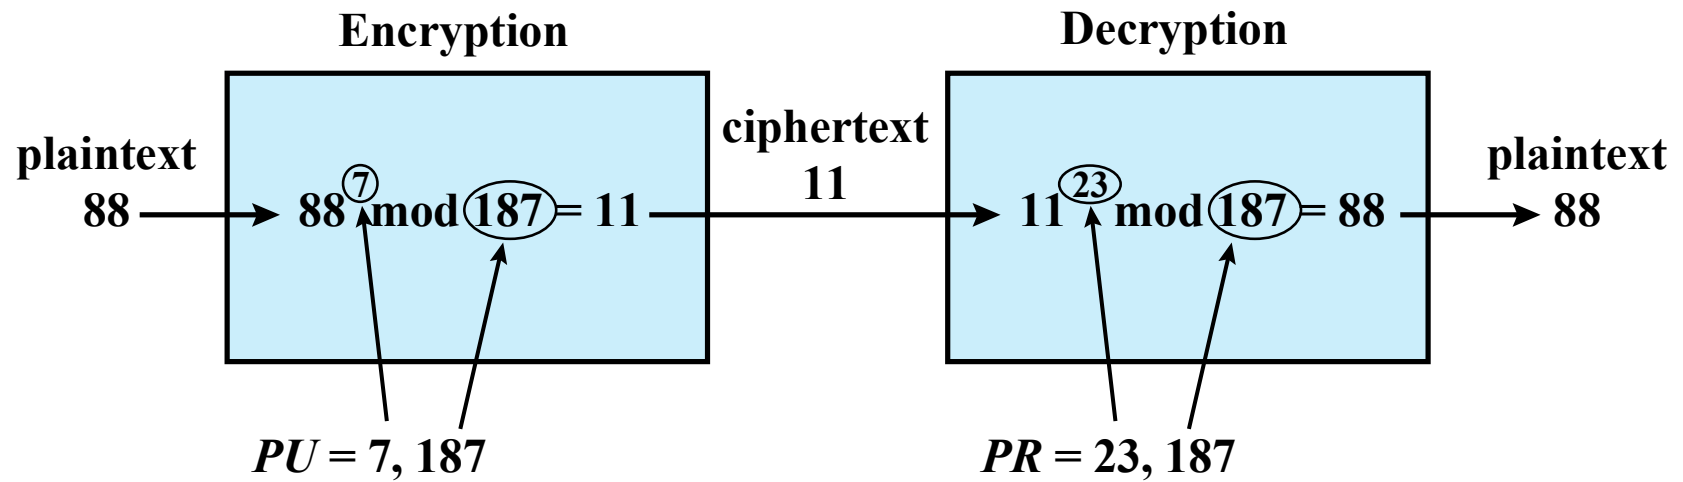 Encryption
Decryption
plaintext
88
88^7 mod 187 = 11
ciphertext
11
11^23 mod 187 = 88
plaintext
88
PU = 7, 187
PR = 23, 187